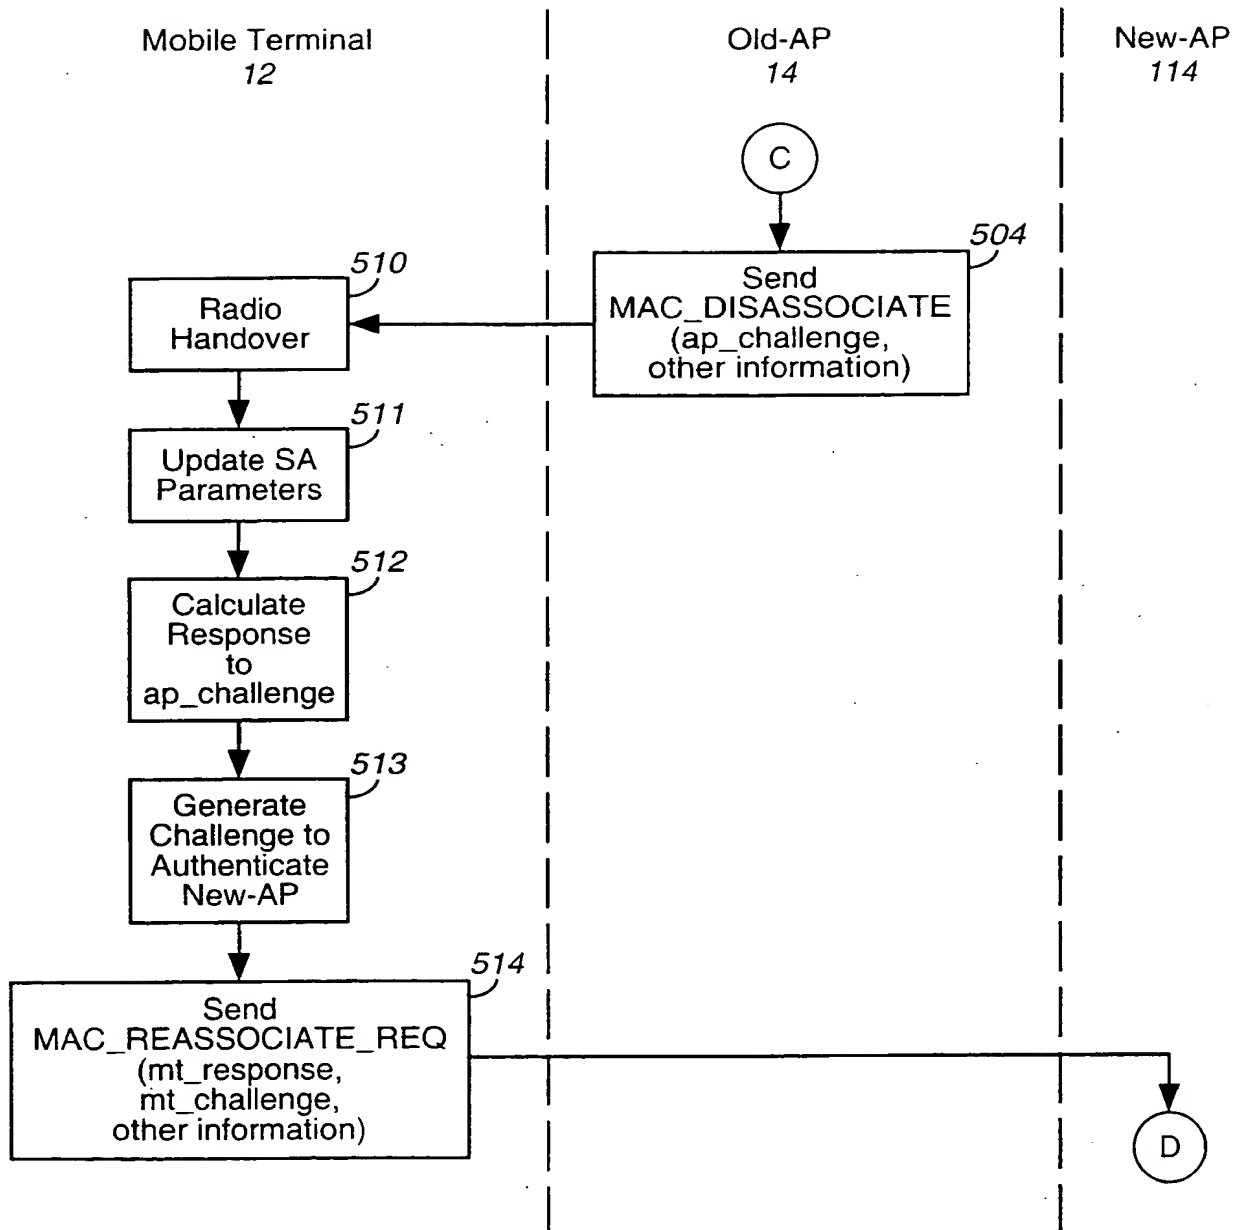 Mobile Terminal
12
Old-AP
14
New-AP
114
C
504
Send
MAC_DISASSOCIATE
(ap_challenge,
other information)
510
Radio
Handover
511
Update SA
Parameters
512
Calculate
Response
to
ap_challenge
513
Generate
Challenge to
Authenticate
New-AP
514
Send
MAC_REASSOCIATE_REQ
(mt_response,
mt_challenge,
other information)
D